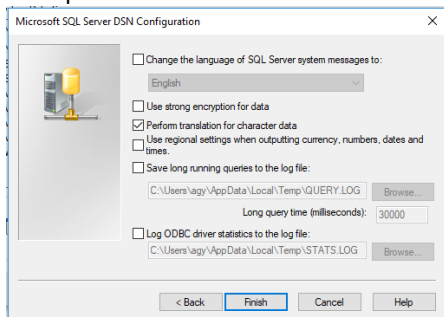 Microsoft SQL Server DSN Configuration
Change the language of SQL Server system messages to:
English
Use strong encryption for data
Perform translation for character data
Use regional settings when outputting currency, numbers, dates and
times.
Save long running queries to the log file:
C:\Users\agy\AppData\Local\Temp\QUERY.LOG
Browse...
Long query time (milliseconds):
30000
Log ODBC driver statistics to the log file:
C:\Users\agy\AppData\Local\Temp\STATS.LOG
Browse...
< Back
Finish
Cancel
Help